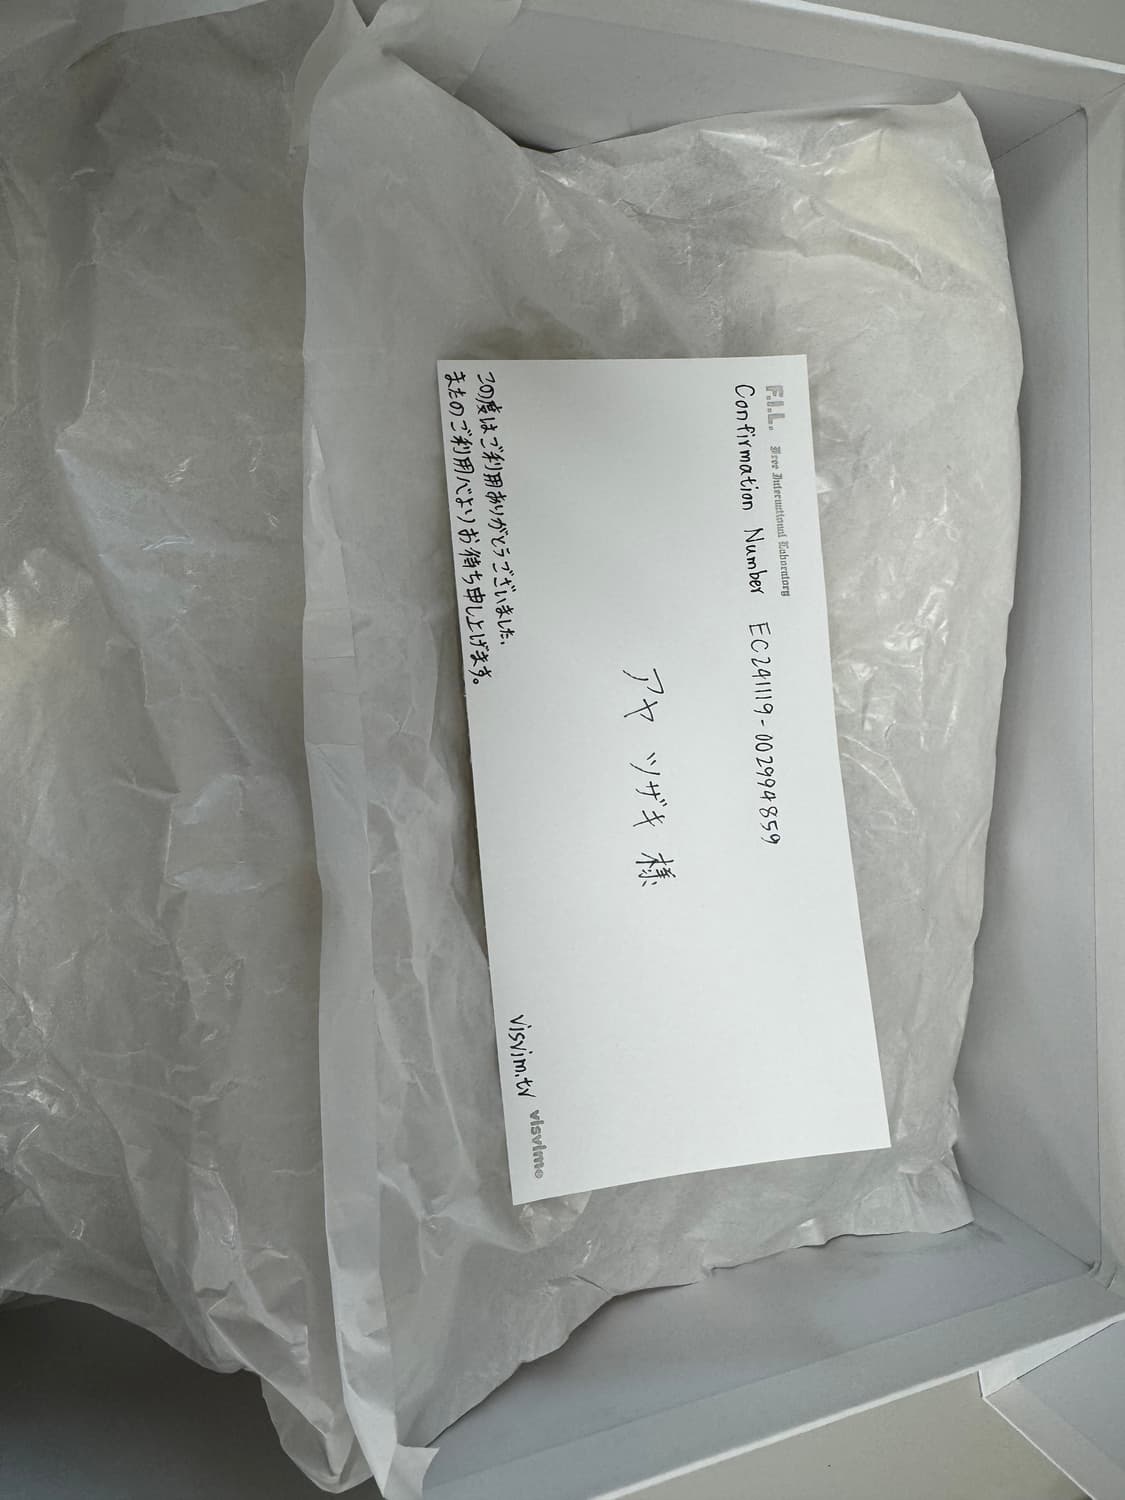 F.I.L. Free International Laboratory
Confirmation Number EC241119-002994859
アヤ ツザキ 様
この度はご利用ありがとうございました。
またのご利用心よりお待ち申し上げます。
visvim.tv
visvim